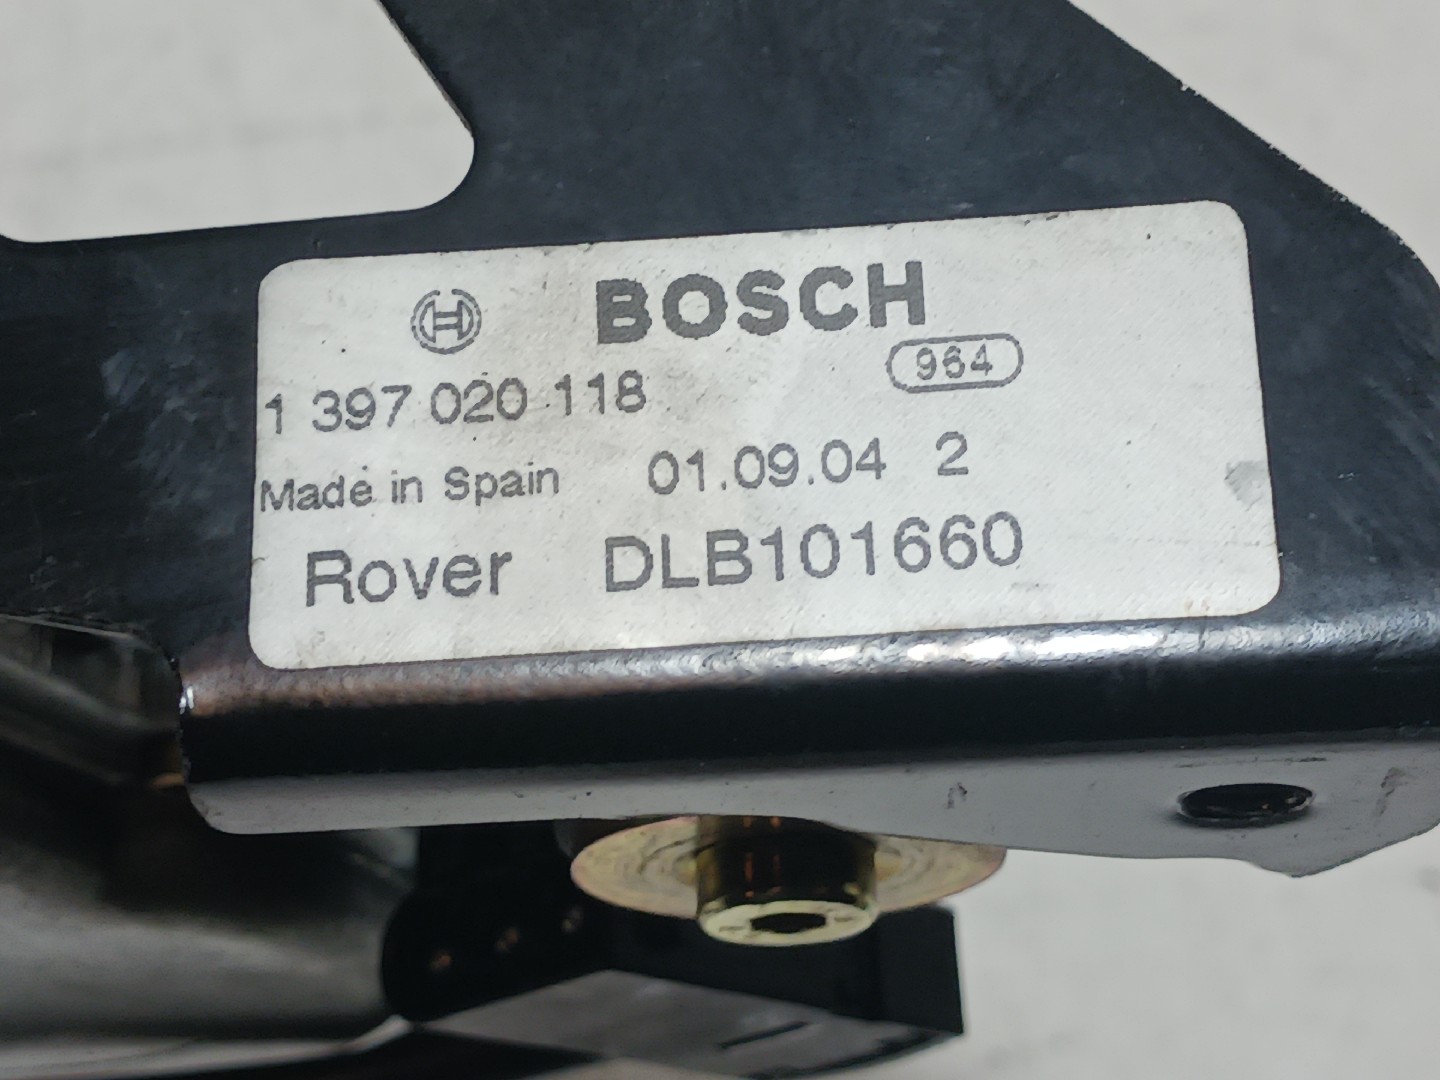 BOSCH
964
1 397 020 118
Made in Spain 01.09.04 2
Rover DLB101660